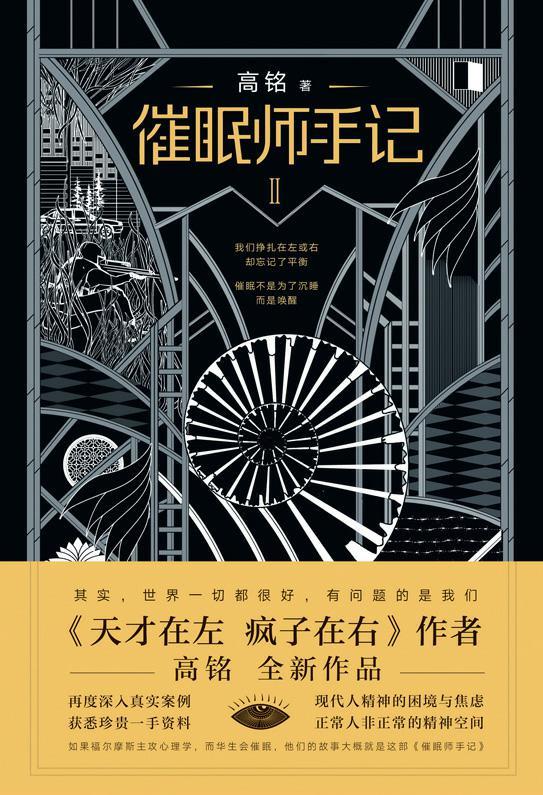 高铭 著
催眠师手记
Ⅱ
我们挣扎在左或右
却忘记了平衡
催眠不是为了沉睡
而是唤醒
其实，世界一切都很好，有问题的是我们
《天才在左 疯子在右》作者
高铭 全新作品
再度深入真实案例
获悉珍贵一手资料
现代人精神的困境与焦虑
正常人非正常的精神空间
如果福尔摩斯主攻心理学，而华生会催眠，他们的故事大概就是这部《催眠师手记》